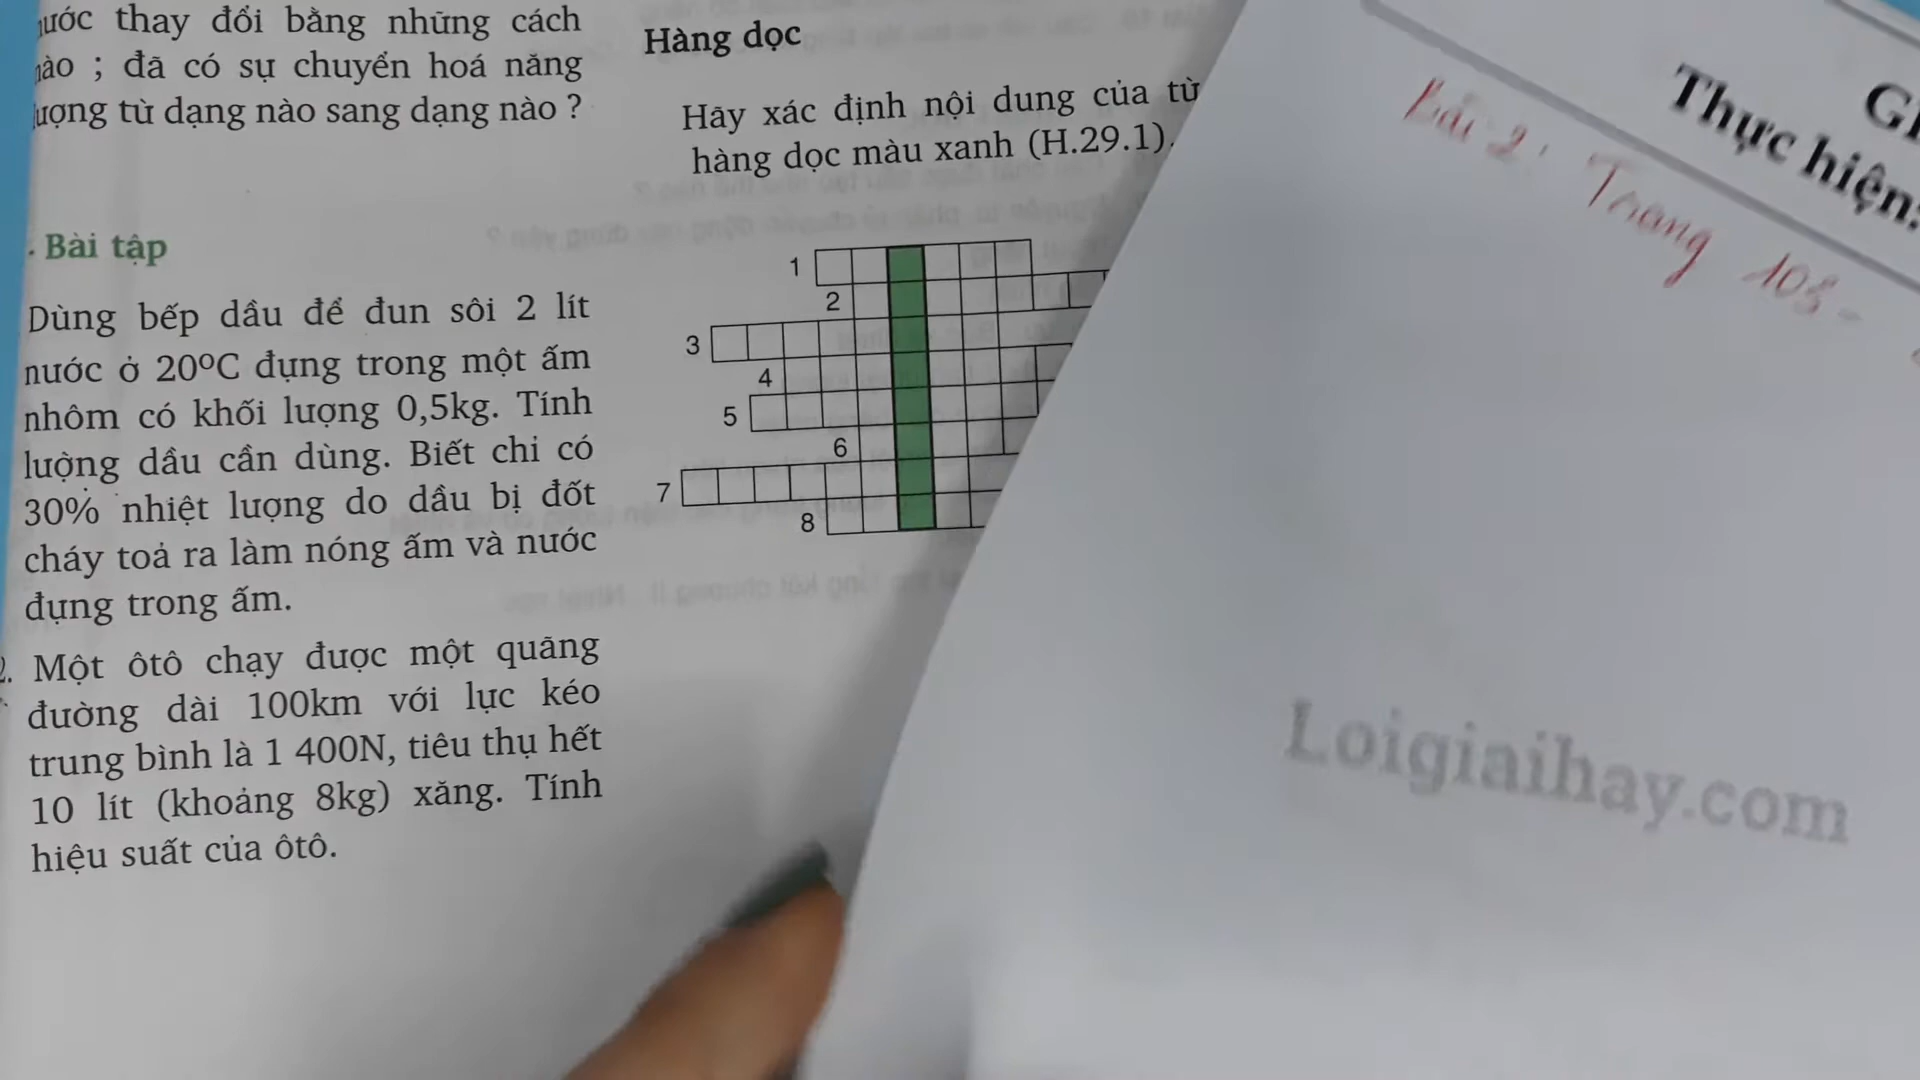 thay đổi bằng những cách
; đã có sự chuyển hoá năng
từ dạng nào sang dạng nào ?
Bài tập
Dùng bếp dầu để đun sôi 2 lít
nước ở 20°C đựng trong một ấm
nhôm có khối lượng 0,5kg. Tính
lượng dầu cần dùng. Biết chỉ có
30% nhiệt lượng do dầu bị đốt
cháy toả ra làm nóng ấm và nước
đựng trong ấm.
2. Một ôtô chạy được một quãng
đường dài 100km với lực kéo
trung bình là 1 400N, tiêu thụ hết
10 lít (khoảng 8kg) xăng. Tính
hiệu suất của ôtô.
Hàng dọc
Hãy xác định nội dung của từ
hàng dọc màu xanh (H.29.1).
1
2
3
4
5
6
7
8
Thực hiện:
Bài 2: Trang 103
Loigiaihay.com